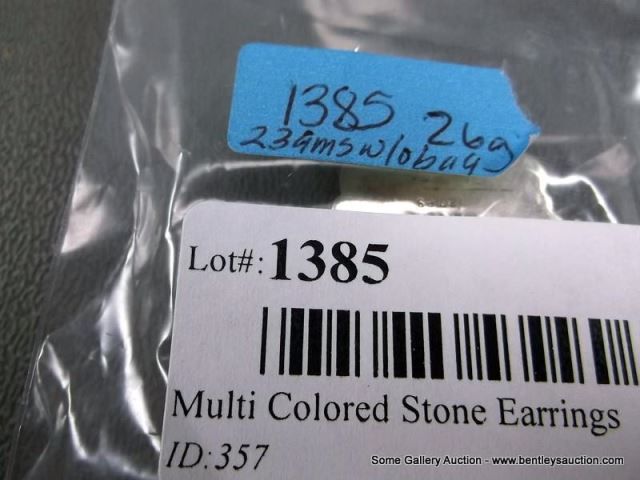 1385 26g
23gms w/o bag
Lot#: 1385
Multi Colored Stone Earrings
ID:357
Some Gallery Auction - www.bentleysauction.com